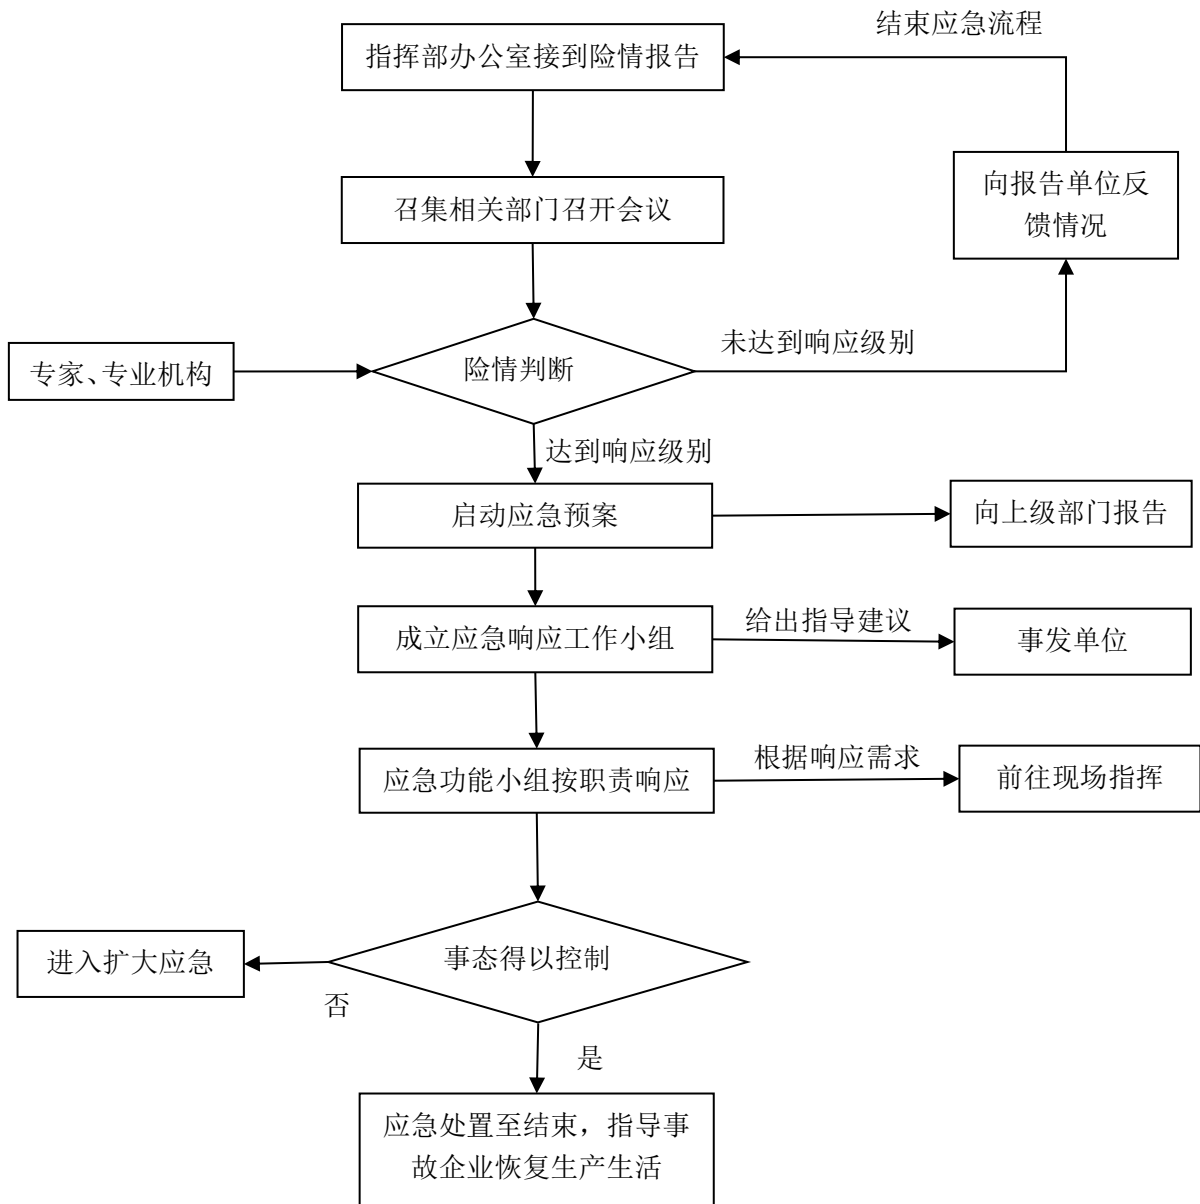 结束应急流程
指挥部办公室接到险情报告
向报告单位反
馈情况
召集相关部门召开会议
未达到响应级别
专家、专业机构
险情判断
达到响应级别
启动应急预案
向上级部门报告
成立应急响应工作小组
给出指导建议
事发单位
应急功能小组按职责响应
根据响应需求
前往现场指挥
进入扩大应急
事态得以控制
否
是
应急处置至结束，指导事
故企业恢复生产生活